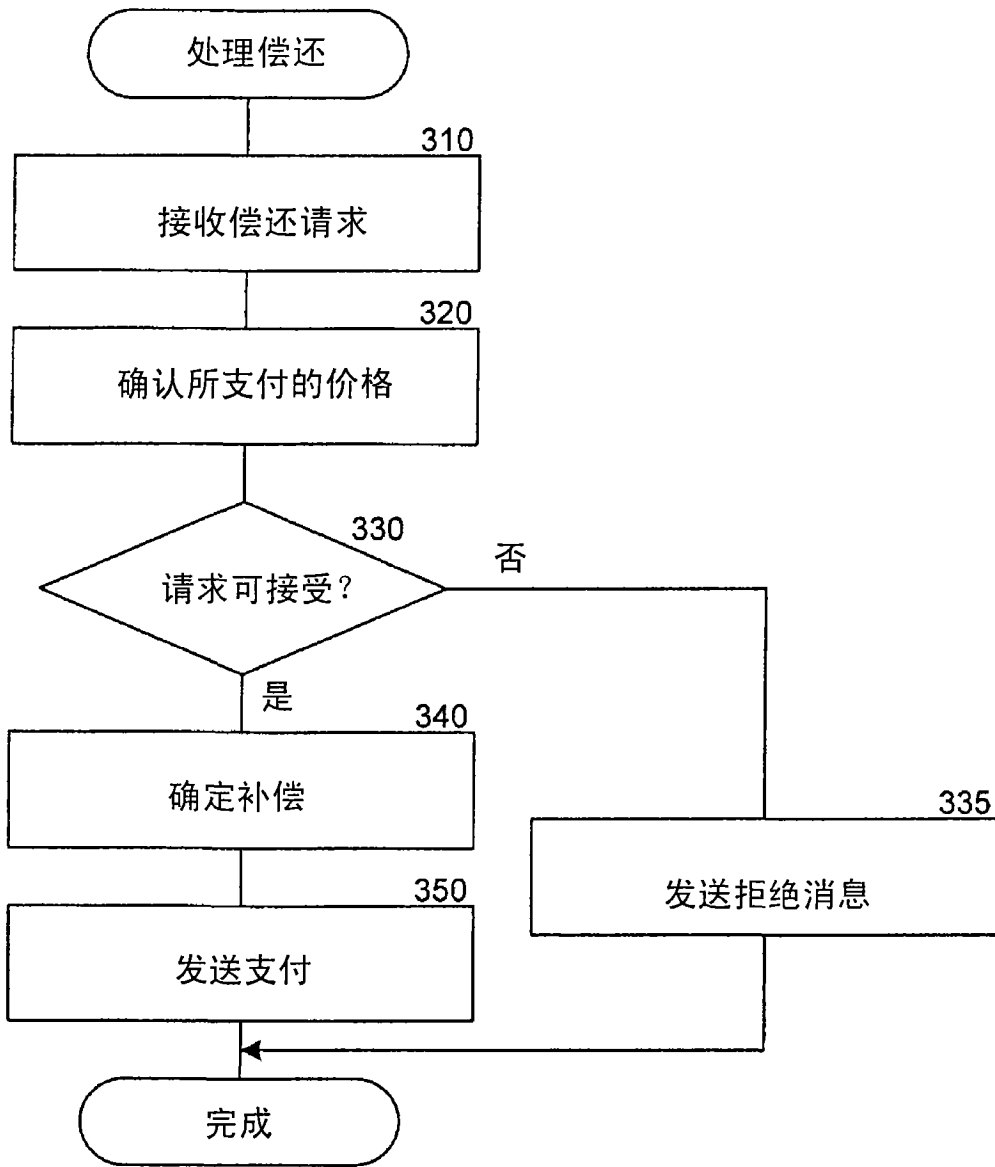 处理偿还
310
接收偿还请求
320
确认所支付的价格
330
请求可接受？
否
是
340
确定补偿
335
发送拒绝消息
350
发送支付
完成